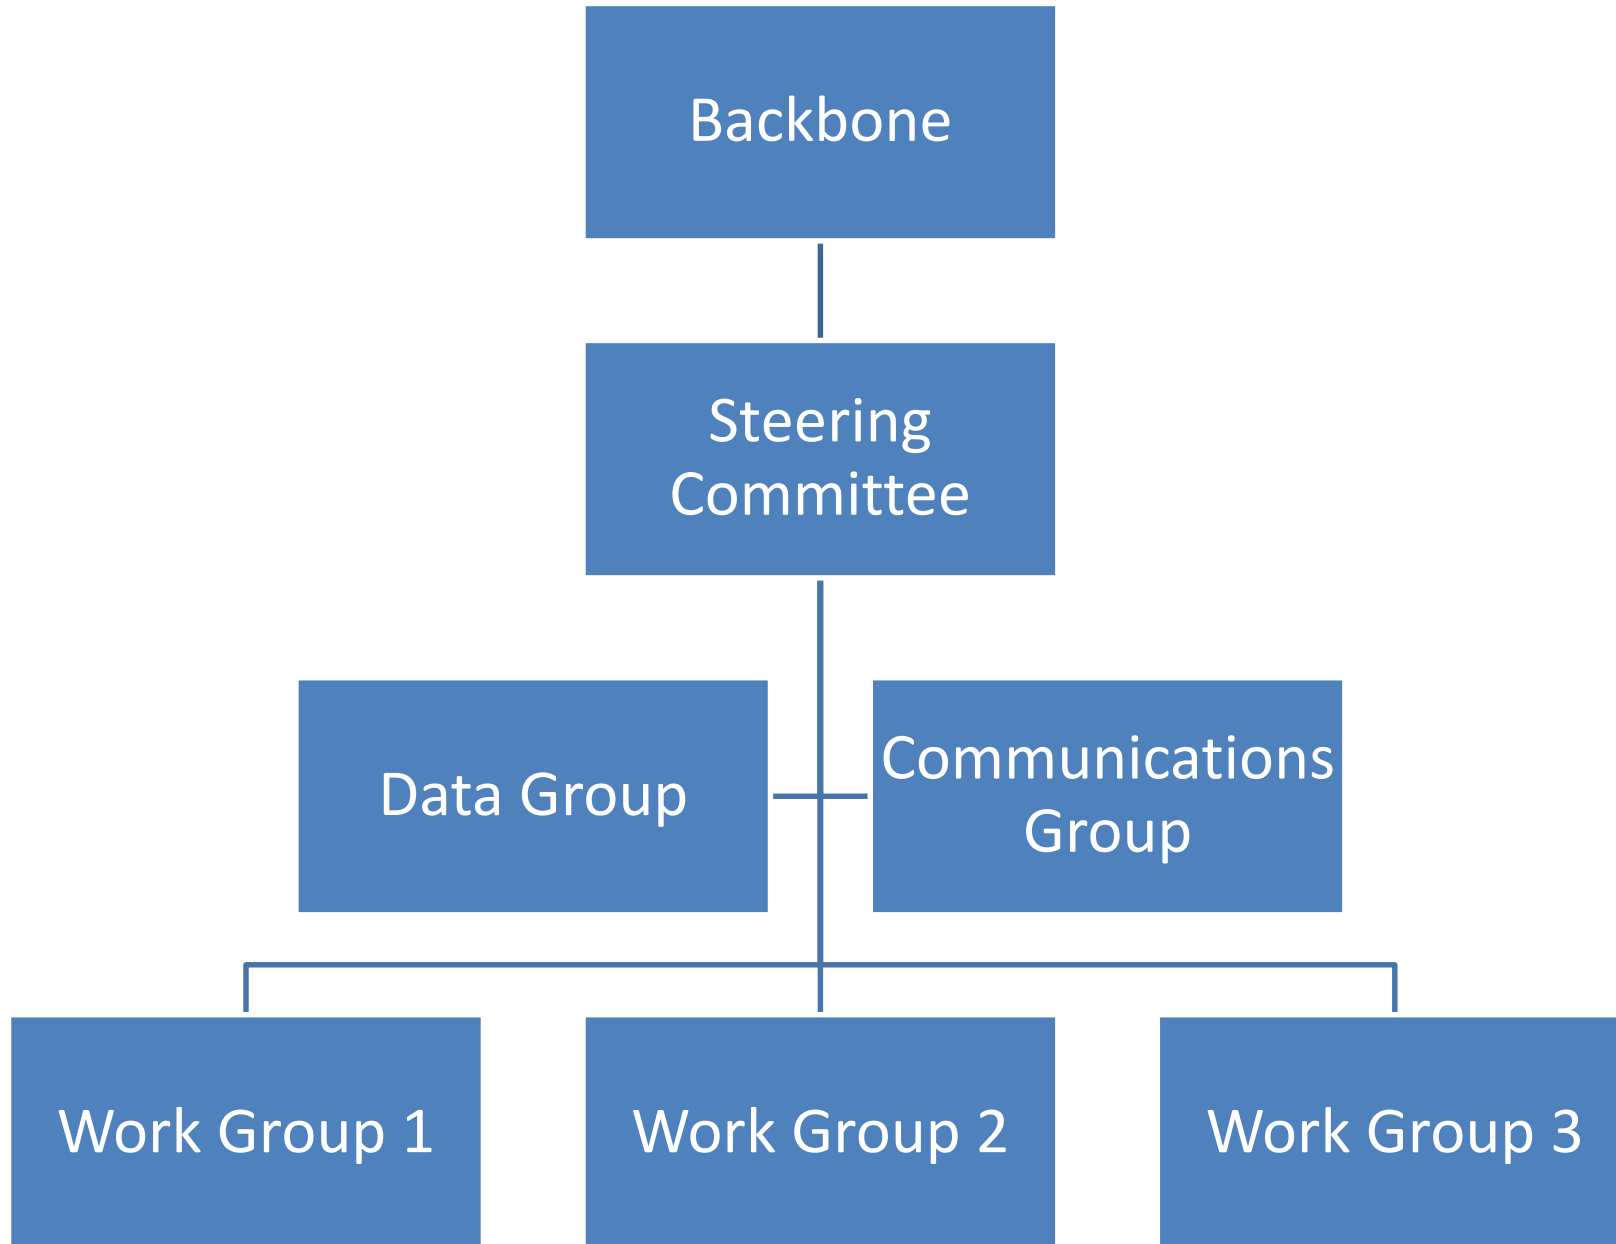 Backbone
Steering
Committee
Data Group
Communications
Group
Work Group 1
Work Group 2
Work Group 3